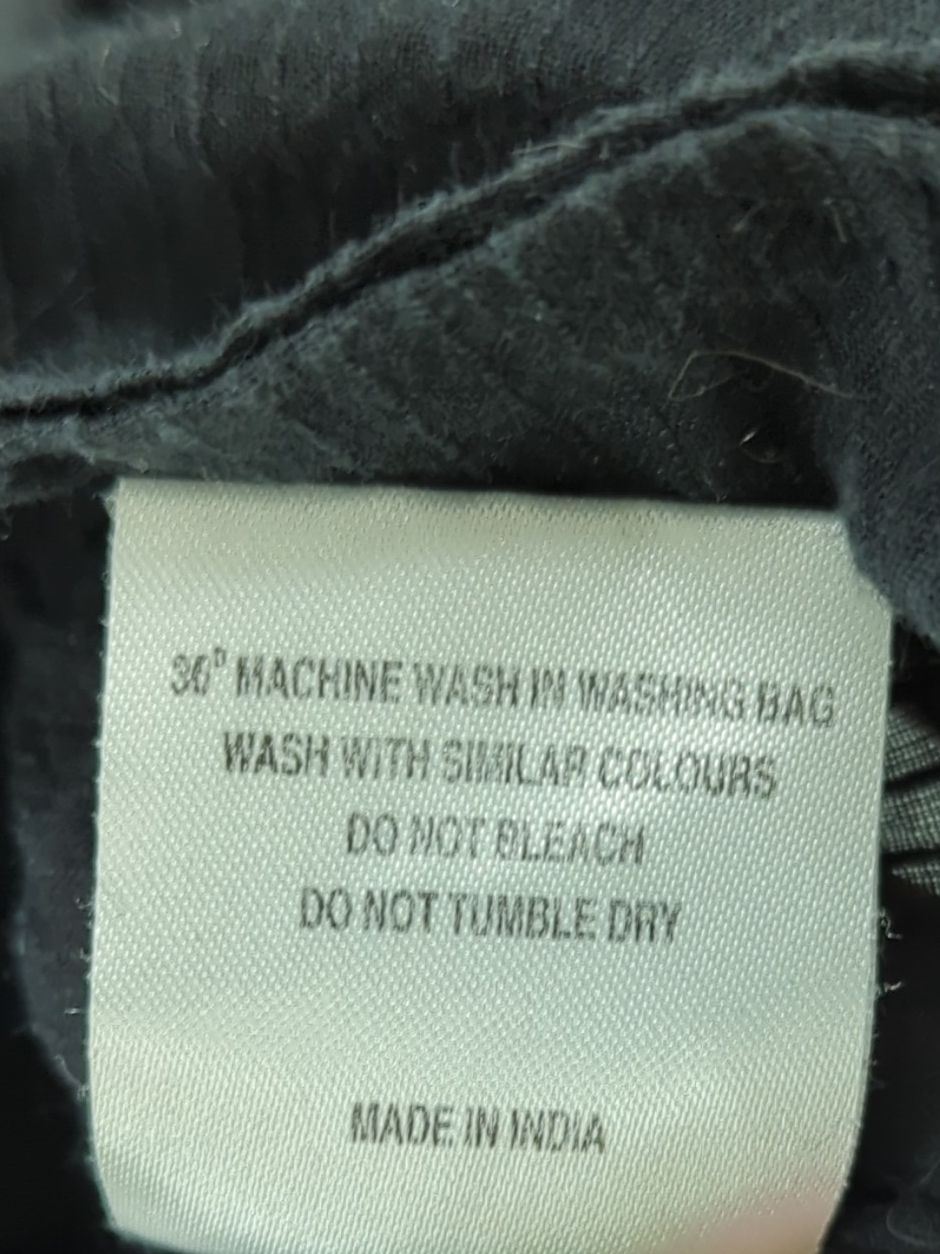 30° MACHINE WASH IN WASHING BAG
WASH WITH SIMILAR COLOURS
DO NOT BLEACH
DO NOT TUMBLE DRY
MADE IN INDIA